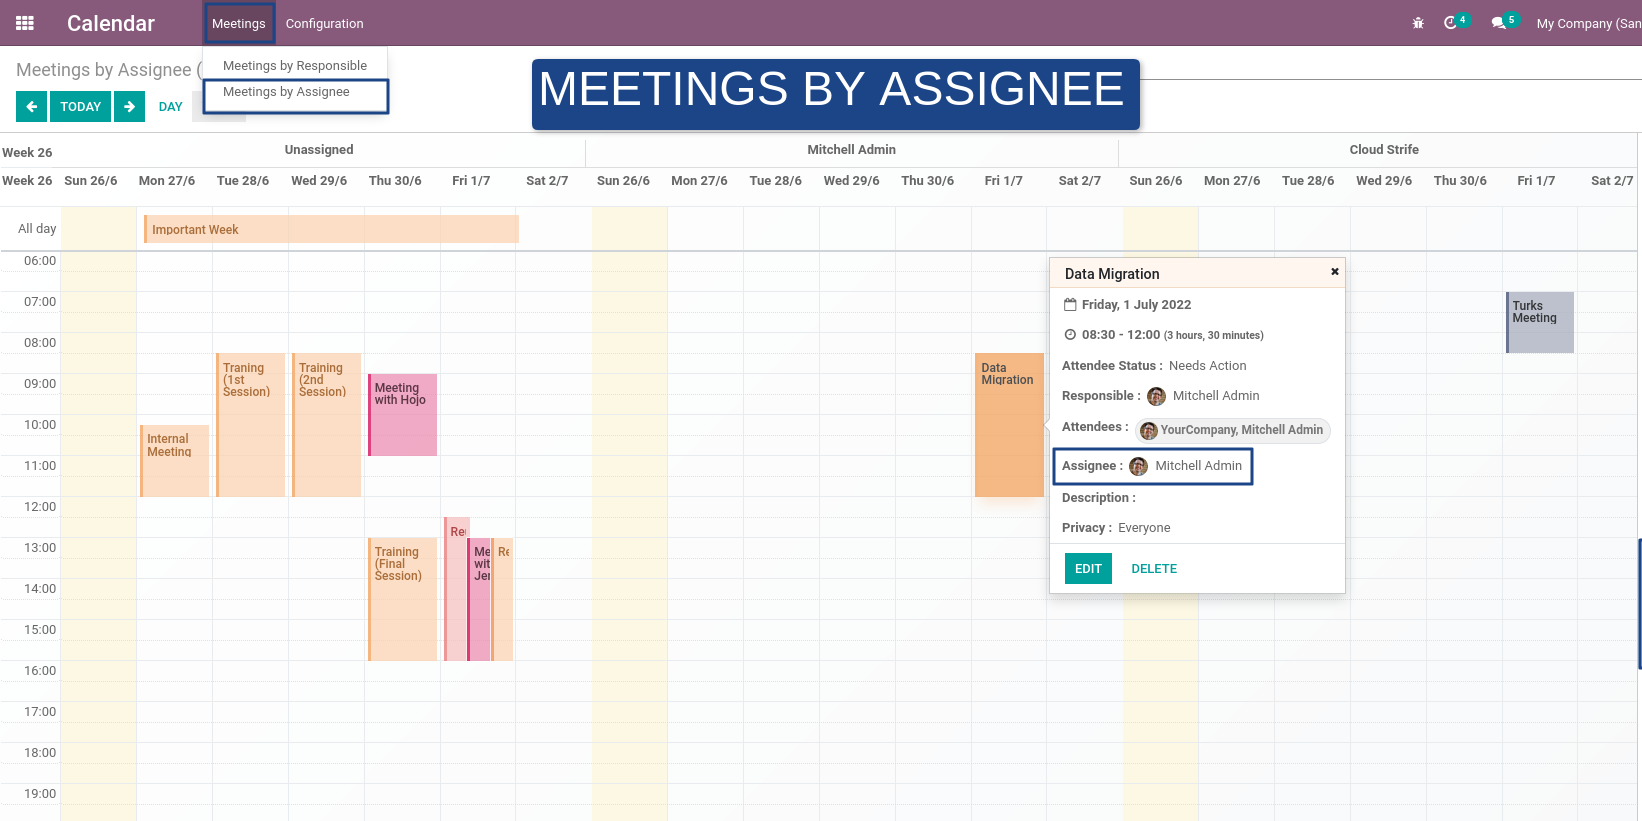 Calendar
Meetings
Configuration
4
5
My Company (San
Meetings by Assignee (
Meetings by Responsible
Meetings by Assignee
MEETINGS BY ASSIGNEE
TODAY
DAY
Week 26 Unassigned Mitchell Admin Cloud Strife
Week 26 Sun 26/6 Mon 27/6 Tue 28/6 Wed 29/6 Thu 30/6 Fri 1/7 Sat 2/7 Sun 26/6 Mon 27/6 Tue 28/6 Wed 29/6 Thu 30/6 Fri 1/7 Sat 2/7 Sun 26/6 Mon 27/6 Tue 28/6 Wed 29/6 Thu 30/6 Fri 1/7 Sat 2/7
All day
Important Week
06:00
07:00
08:00
09:00
10:00
11:00
12:00
13:00
14:00
15:00
16:00
17:00
18:00
19:00
Internal
Meeting
Traning
(1st
Session)
Training
(2nd
Session)
Meeting
with Hojo
Training
(Final
Session)
Re
Me
wit
Jer
Re
Data
Migration
Turks
Meeting
Data Migration
Friday, 1 July 2022
08:30 - 12:00 (3 hours, 30 minutes)
Attendee Status : Needs Action
Responsible : Mitchell Admin
Attendees : YourCompany, Mitchell Admin
Assignee : Mitchell Admin
Description :
Privacy : Everyone
EDIT
DELETE